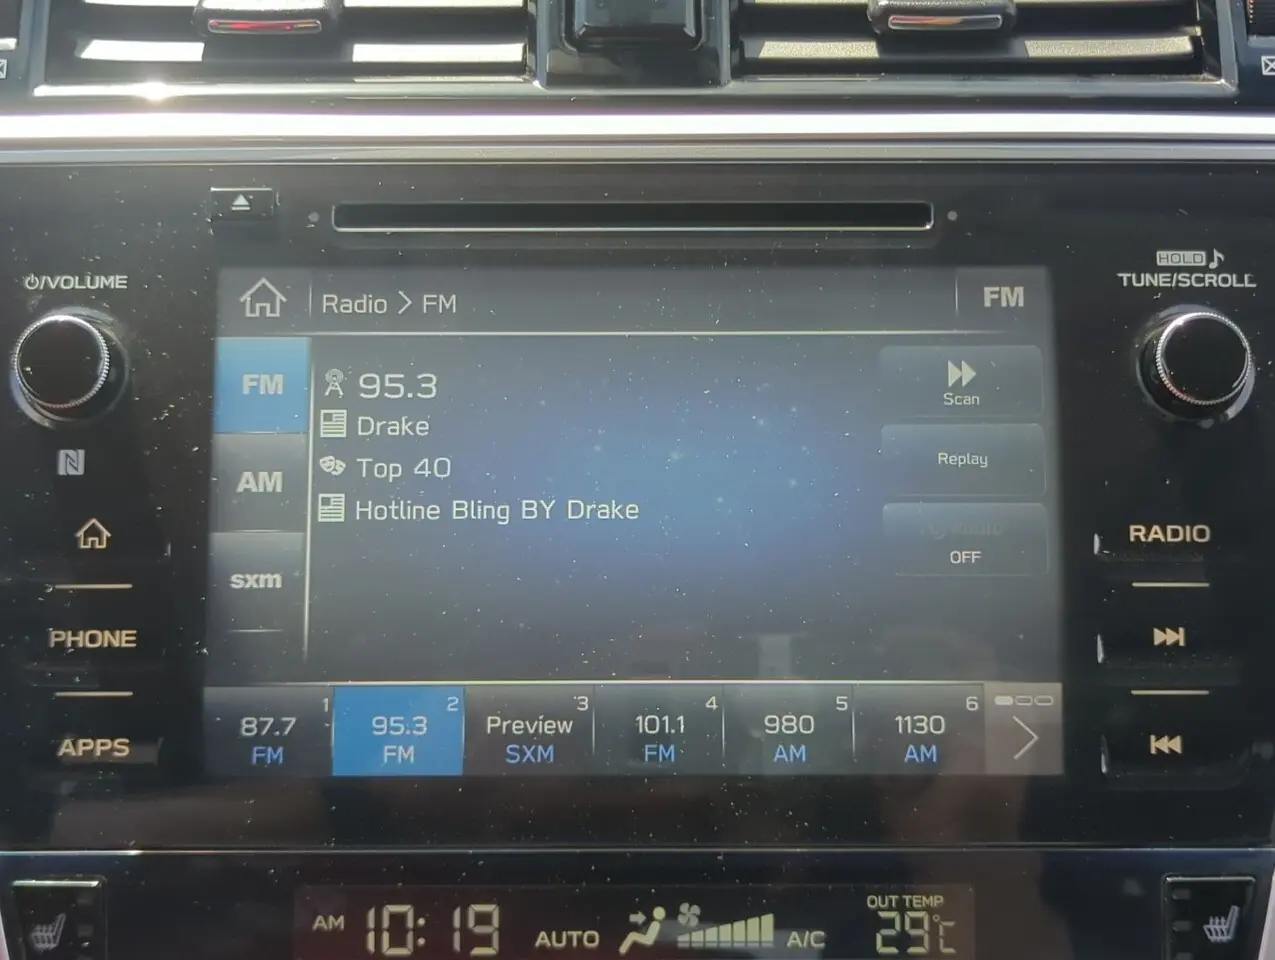 ⏻/VOLUME
HOLD
TUNE/SCROLL
Radio > FM
FM
FM
AM
sxm
95.3
Drake
Top 40
Hotline Bling BY Drake
Scan
Replay
OFF
N
PHONE
APPS
RADIO
1
87.7
FM
2
95.3
FM
3
Preview
SXM
4
101.1
FM
5
980
AM
6
1130
AM
AM 10:19
AUTO
A/C
OUT TEMP
29°C